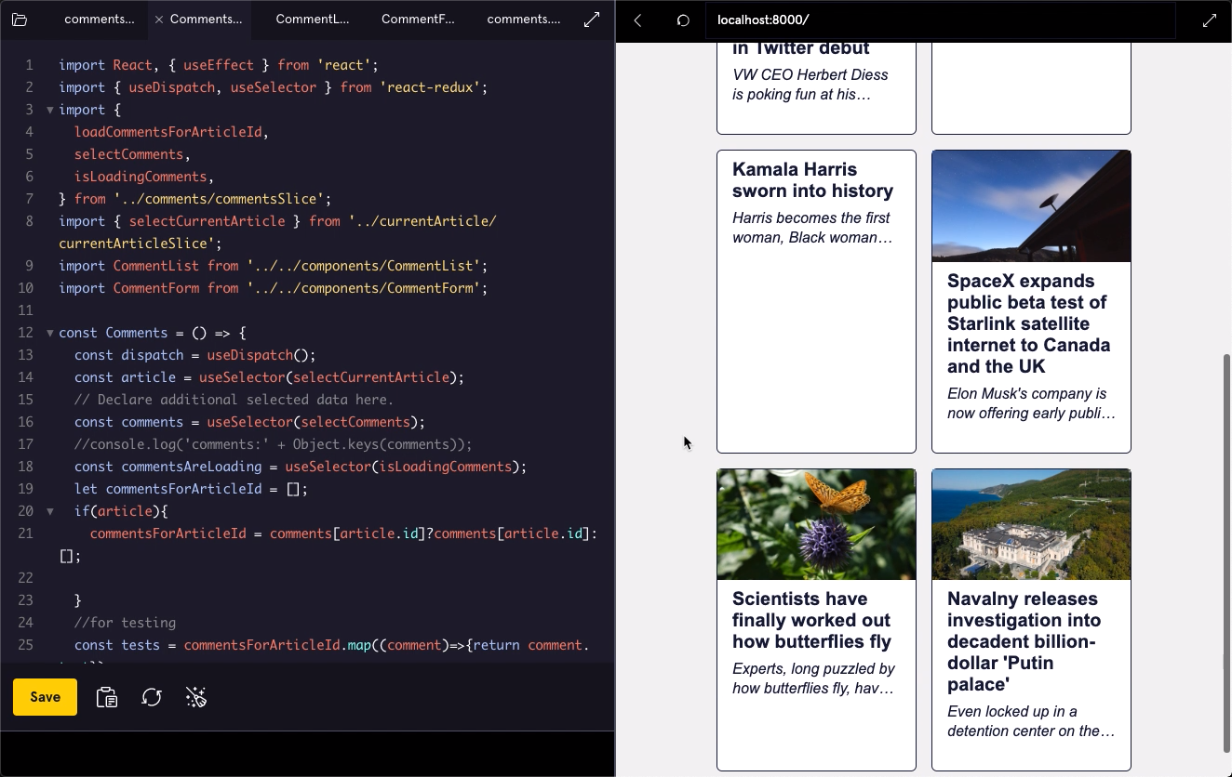 comments...
× Comments...
CommentL...
CommentF...
comments....
1 import React, { useEffect } from 'react';
2 import { useDispatch, useSelector } from 'react-redux';
3 ▼ import {
4 loadCommentsForArticleId,
5 selectComments,
6 isLoadingComments,
7 } from '../comments/commentsSlice';
8 import { selectCurrentArticle } from '../currentArticle/
currentArticleSlice';
9 import CommentList from '../../components/CommentList';
10 import CommentForm from '../../components/CommentForm';
11
12 ▼ const Comments = () => {
13 const dispatch = useDispatch();
14 const article = useSelector(selectCurrentArticle);
15 // Declare additional selected data here.
16 const comments = useSelector(selectComments);
17 //console.log('comments:' + Object.keys(comments));
18 const commentsAreLoading = useSelector(isLoadingComments);
19 let commentsForArticleId = [];
20 ▼ if(article){
21 commentsForArticleId = comments[article.id]?comments[article.id]:
[];
22
23 }
24 //for testing
25 const tests = commentsForArticleId.map((comment)=>{return comment.
Save
localhost:8000/
in Twitter debut
VW CEO Herbert Diess
is poking fun at his...
Kamala Harris
sworn into history
Harris becomes the first
woman, Black woman...
SpaceX expands
public beta test of
Starlink satellite
internet to Canada
and the UK
Elon Musk's company is
now offering early publi...
Scientists have
finally worked out
how butterflies fly
Experts, long puzzled by
how butterflies fly, hav...
Navalny releases
investigation into
decadent billion-
dollar 'Putin
palace'
Even locked up in a
detention center on the...